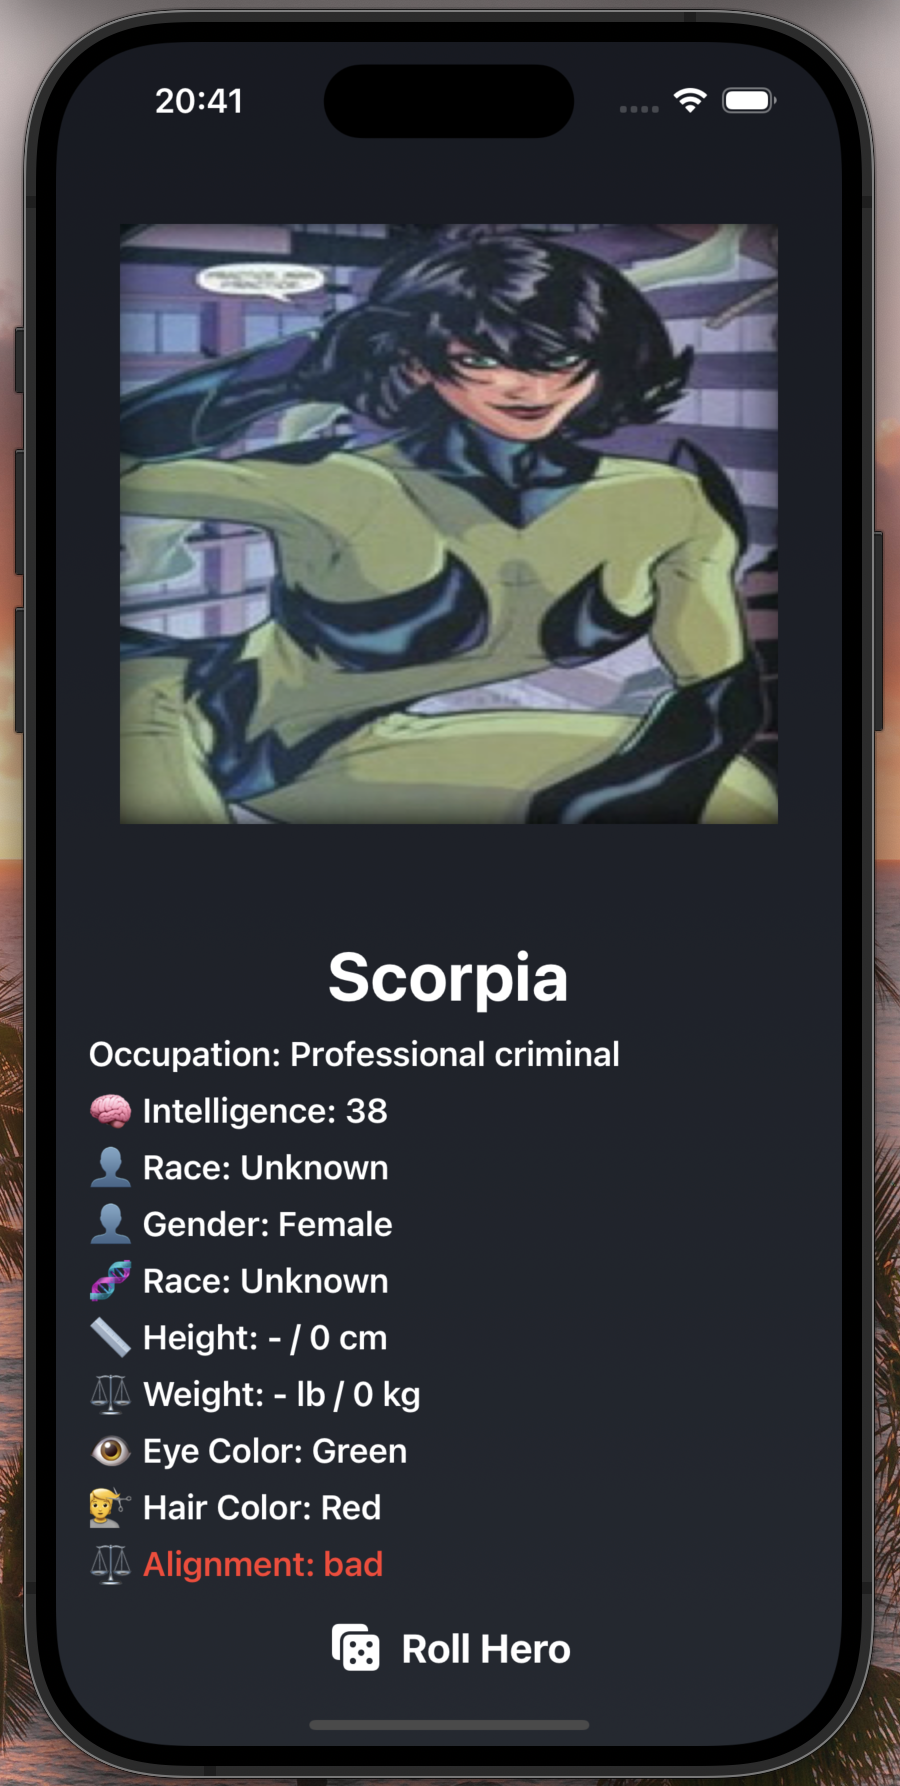 20:41
Scorpia
Occupation: Professional criminal
Intelligence: 38
Race: Unknown
Gender: Female
Race: Unknown
Height: - / 0 cm
Weight: - lb / 0 kg
Eye Color: Green
Hair Color: Red
Alignment: bad
Roll Hero